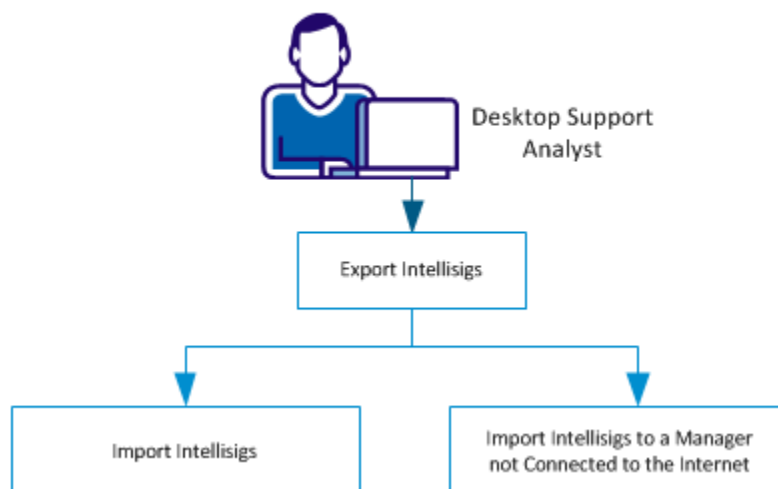 Desktop Support
Analyst
Export Intellisigs
Import Intellisigs
Import Intellisigs to a Manager
not Connected to the Internet